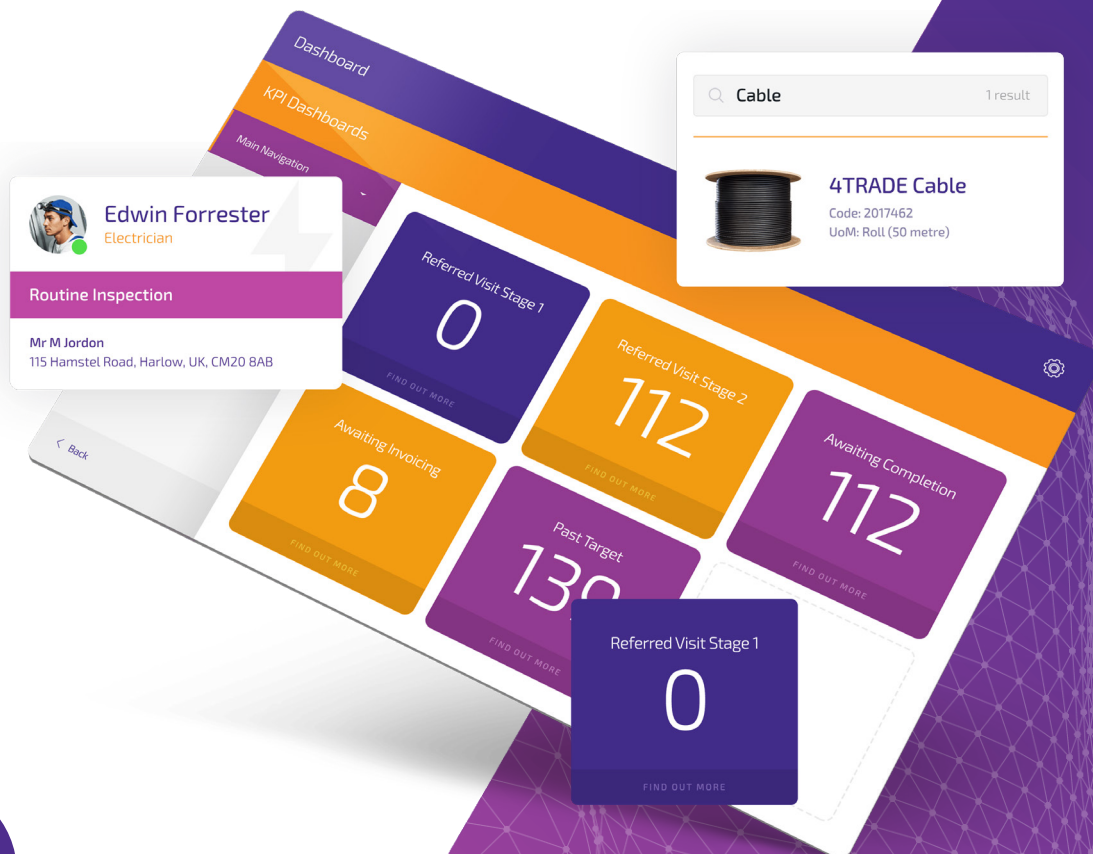 Dashboard
KPI Dashboards
Main Navigation
Cable
1 result
4TRADE Cable
Code: 2017462
UoM: Roll (50 metre)
Edwin Forrester
Electrician
Routine Inspection
Mr M Jordon
115 Hamstel Road, Harlow, UK, CM20 8AB
Back
Referred Visit Stage 1
0
FIND OUT MORE
Referred Visit Stage 2
112
FIND OUT MORE
Awaiting Completion
112
FIND OUT MORE
Awaiting Invoicing
8
FIND OUT MORE
Past Target
FIND OUT MORE
Referred Visit Stage 1
0
FIND OUT MORE